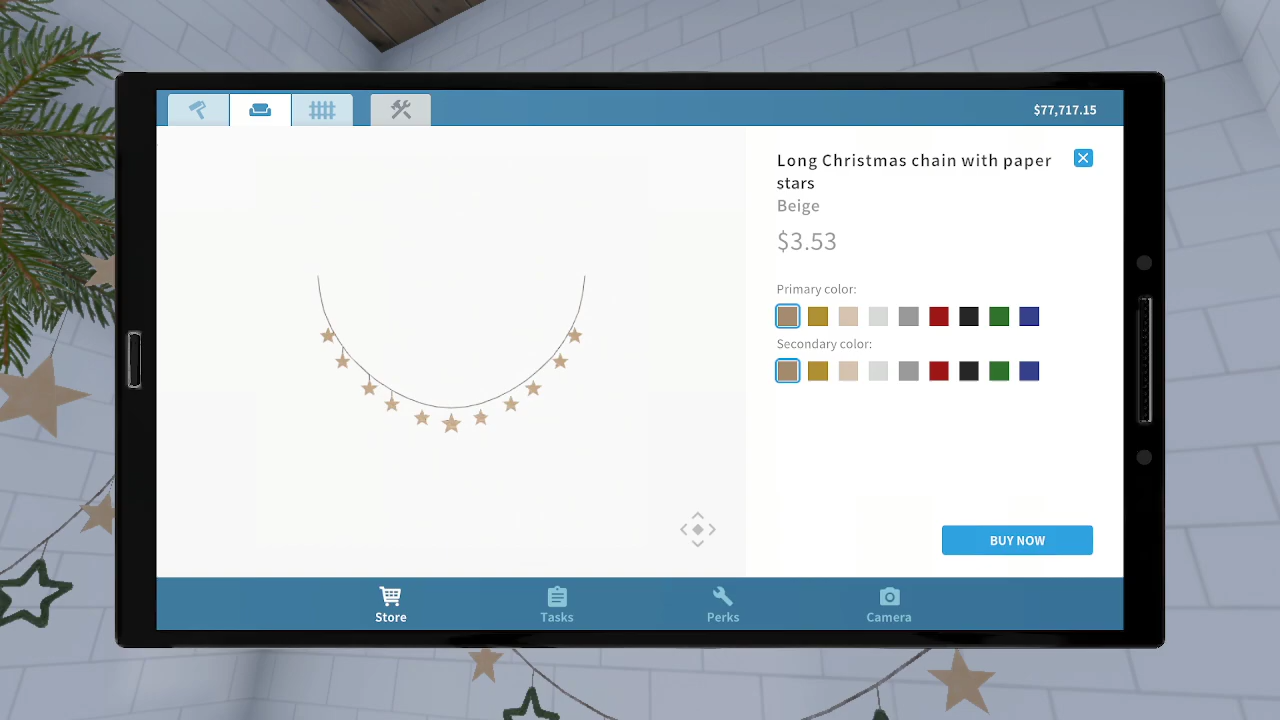 $77,717.15
Long Christmas chain with paper
stars
Beige
$3.53
Primary color:
Secondary color:
BUY NOW
Store
Tasks
Perks
Camera